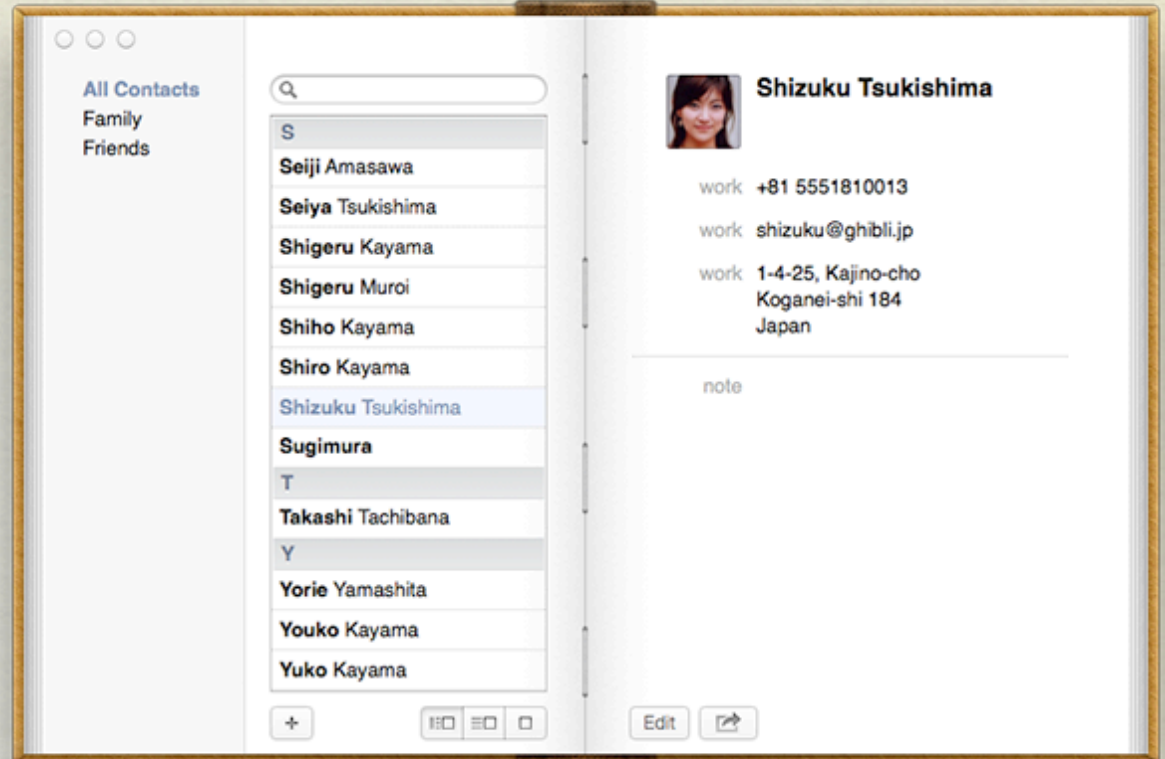 All Contacts
Family
Friends
S
Seiji Amasawa
Seiya Tsukishima
Shigeru Kayama
Shigeru Muroi
Shiho Kayama
Shiro Kayama
Shizuku Tsukishima
Sugimura
T
Takashi Tachibana
Y
Yorie Yamashita
Youko Kayama
Yuko Kayama
Shizuku Tsukishima
work +81 5551810013
work shizuku@ghibli.jp
work 1-4-25, Kajino-cho
Koganei-shi 184
Japan
note
Edit